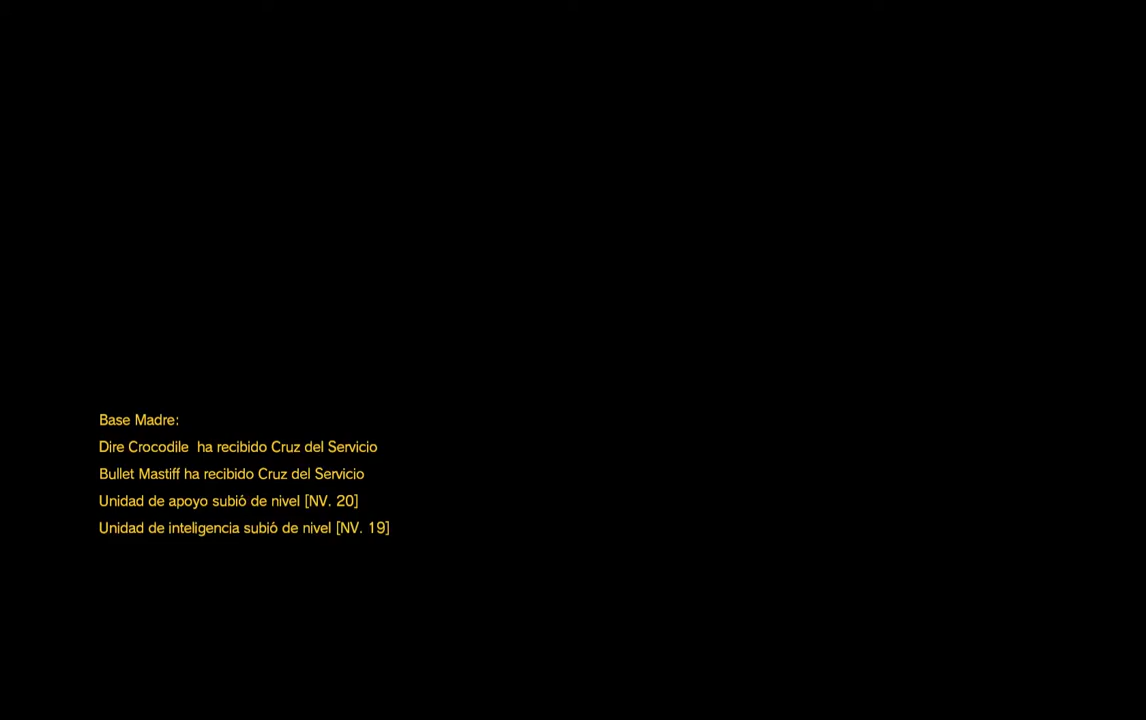 Base Madre:
Dire Crocodile  ha recibido Cruz del Servicio
Bullet Mastiff ha recibido Cruz del Servicio
Unidad de apoyo subió de nivel [NV. 20]
Unidad de inteligencia subió de nivel [NV. 19]